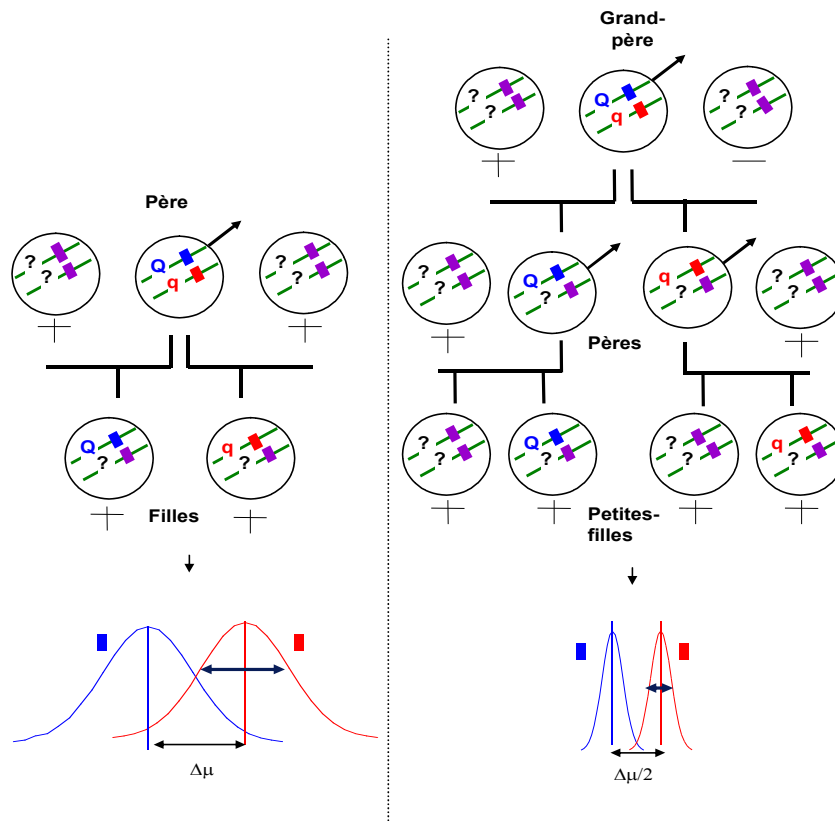 Père
? ? Q q ? ?
Q ? q ?
Filles
Δμ
Grand-
père
? ? Q q ? ?
? ? Q ? q ? ? ?
Pères
? ? Q ? ? ? q ?
Petites-
filles
Δμ/2